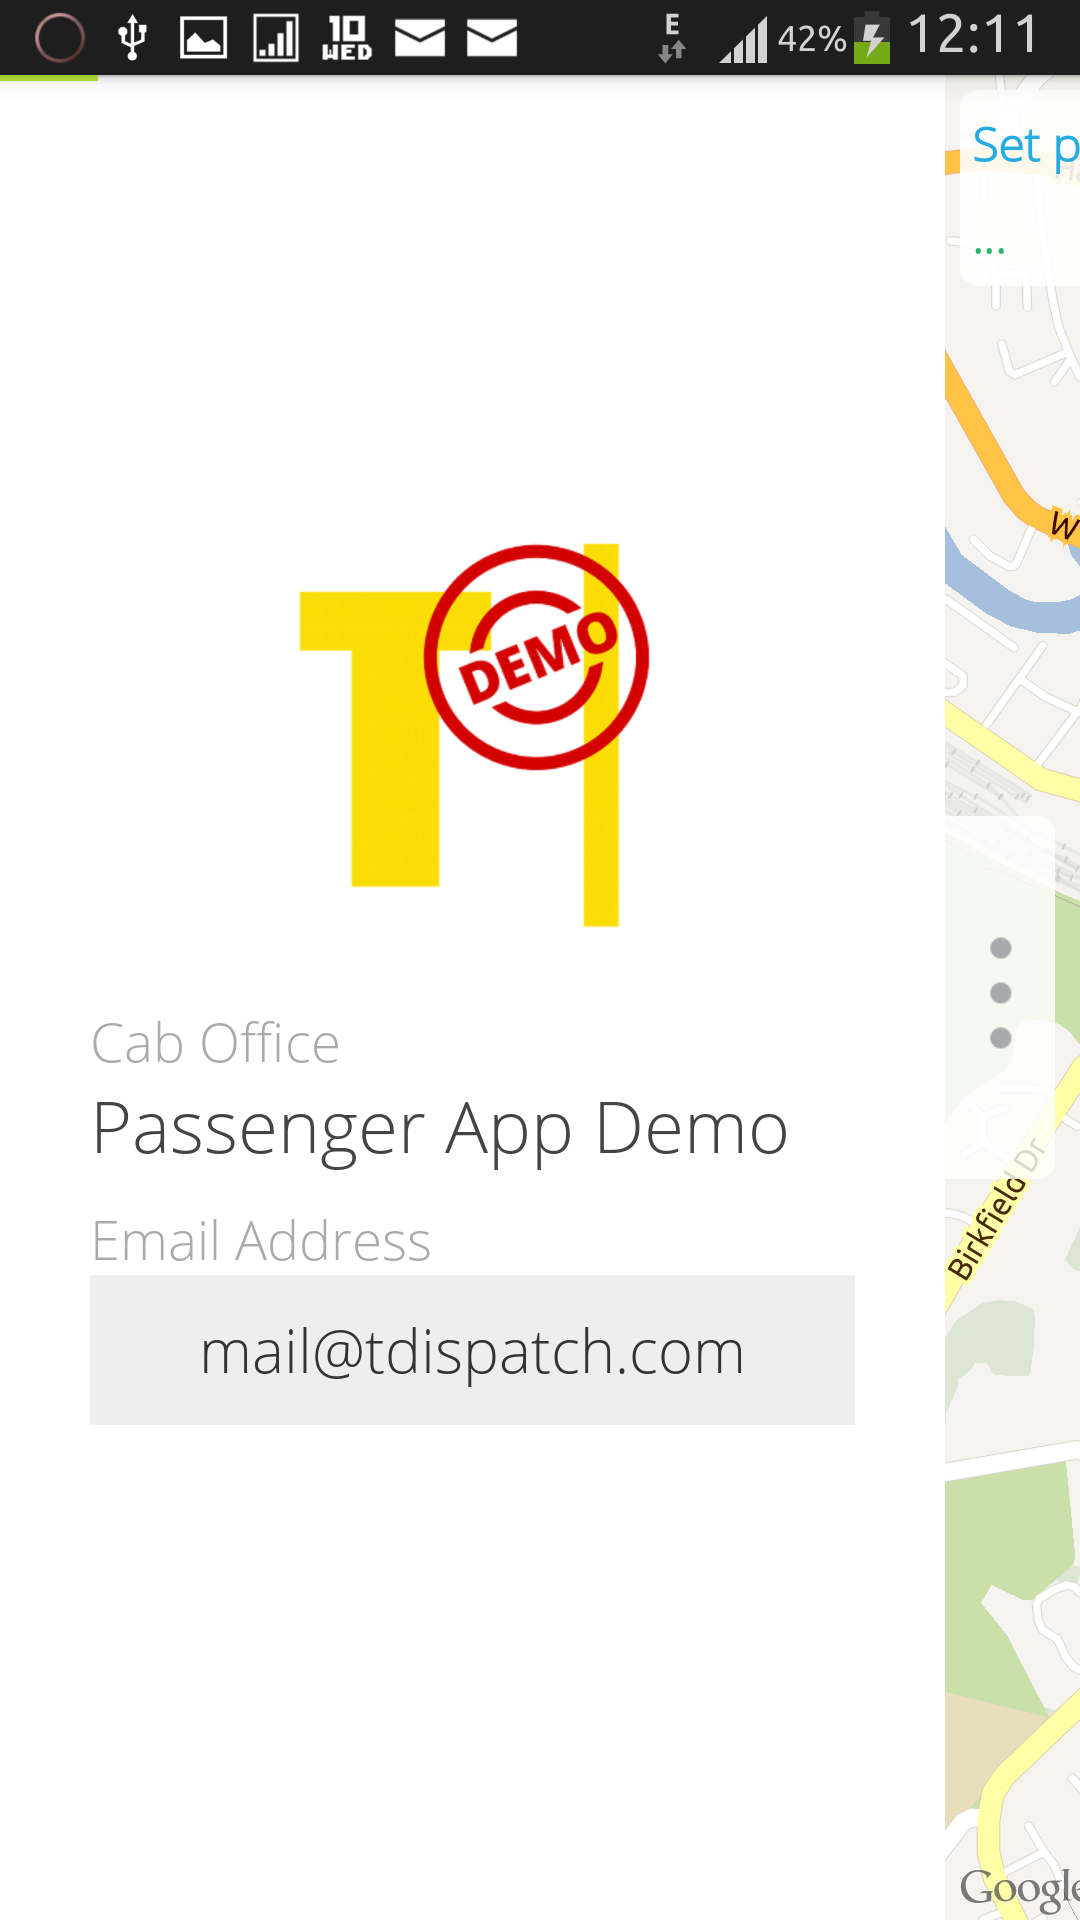 10
WED
E
42%
12:11
Set p
...
W
DEMO
Cab Office
Passenger App Demo
Birkfield Dr
Email Address
mail@tdispatch.com
Google